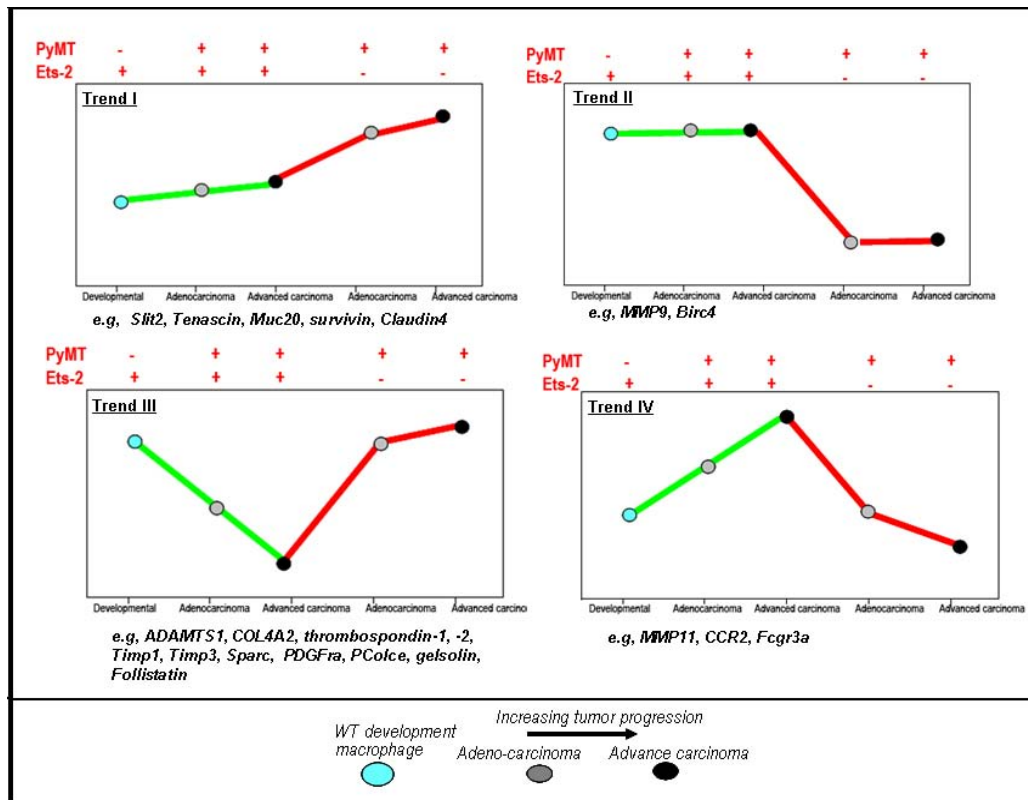 PyMT - + + + +
Ets-2 + + + - -
Trend I
Developmental Adenocarcinoma Advanced carcinoma Adenocarcinoma Advanced carcinoma
e.g, Slit2, Tenascin, Muc20, survivin, Claudin4
PyMT - + + + +
Ets-2 + + + - -
Trend II
Developmental Adenocarcinoma Advanced carcinoma Adenocarcinoma Advanced carcinoma
e.g, MMP9, Birc4
PyMT - + + + +
Ets-2 + + + - -
Trend III
Developmental Adenocarcinoma Advanced carcinoma Adenocarcinoma Advanced carcino
e.g, ADAMTS1, COL4A2, thrombospondin-1, -2,
Timp1, Timp3, Sparc, PDGFra, PColce, gelsolin,
Follistatin
PyMT - + + + +
Ets-2 + + + - -
Trend IV
Developmental Adenocarcinoma Advanced carcinoma Adenocarcinoma Advanced carcinoma
e.g, MMP11, CCR2, Fcgr3a
WT development
macrophage
Increasing tumor progression
Adeno-carcinoma Advance carcinoma